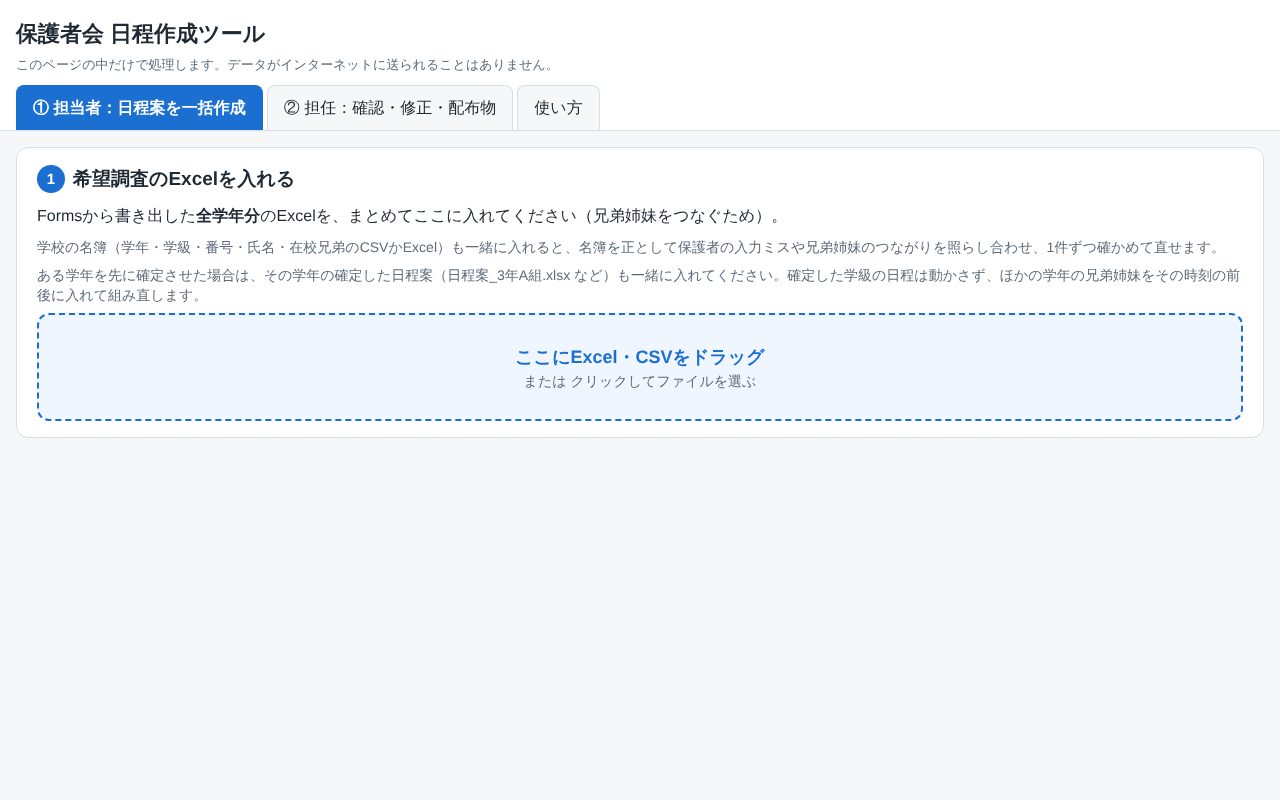 保護者会 日程作成ツール
このページの中だけで処理します。データがインターネットに送られることはありません。
① 担当者：日程案を一括作成
② 担任：確認・修正・配布物
使い方
1 希望調査のExcelを入れる
Formsから書き出した全学年分のExcelを、まとめてここに入れてください（兄弟姉妹をつなぐため）。
学校の名簿（学年・学級・番号・氏名・在校兄弟のCSVかExcel）も一緒に入れると、名簿を正として保護者の入力ミスや兄弟姉妹のつながりを照らし合わせ、1件ずつ確かめて直せます。
ある学年を先に確定させた場合は、その学年の確定した日程案（日程案_3年A組.xlsx など）も一緒に入れてください。確定した学級の日程は動かさず、ほかの学年の兄弟姉妹をその時刻の前
後に入れて組み直します。
ここにExcel・CSVをドラッグ
または クリックしてファイルを選ぶ